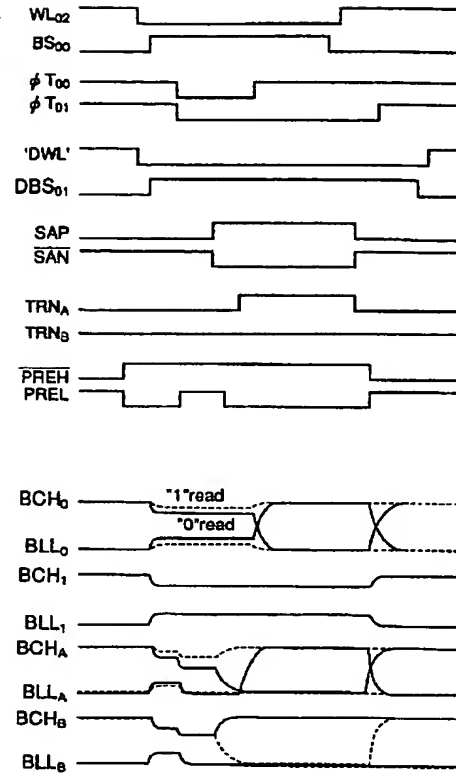 WL02
BS00
ϕT00
ϕT01
'DWL'
DBS01
SAP
SAN
TRNA
TRNB
PREH
PREL
BCH0
"1"read
"0"read
BLL0
BCH1
BLL1
BCHA
BLLA
BCHB
BLLB